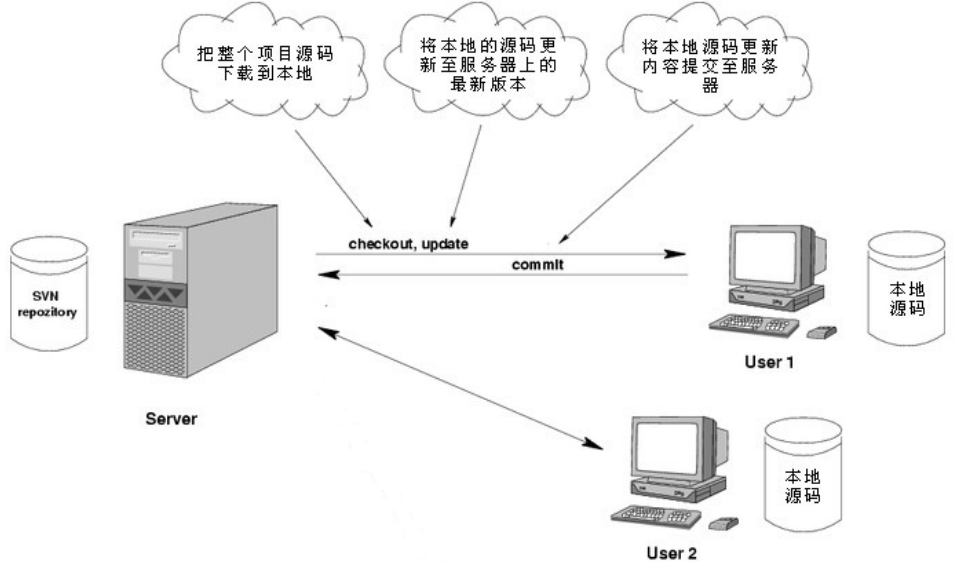 把整个项目源码
下载到本地
将本地的源码更
新至服务器上的
最新版本
将本地源码更新
内容提交至服务
器
checkout, update
commit
SVN
repozitory
本地
源码
User 1
Server
本地
源码
User 2